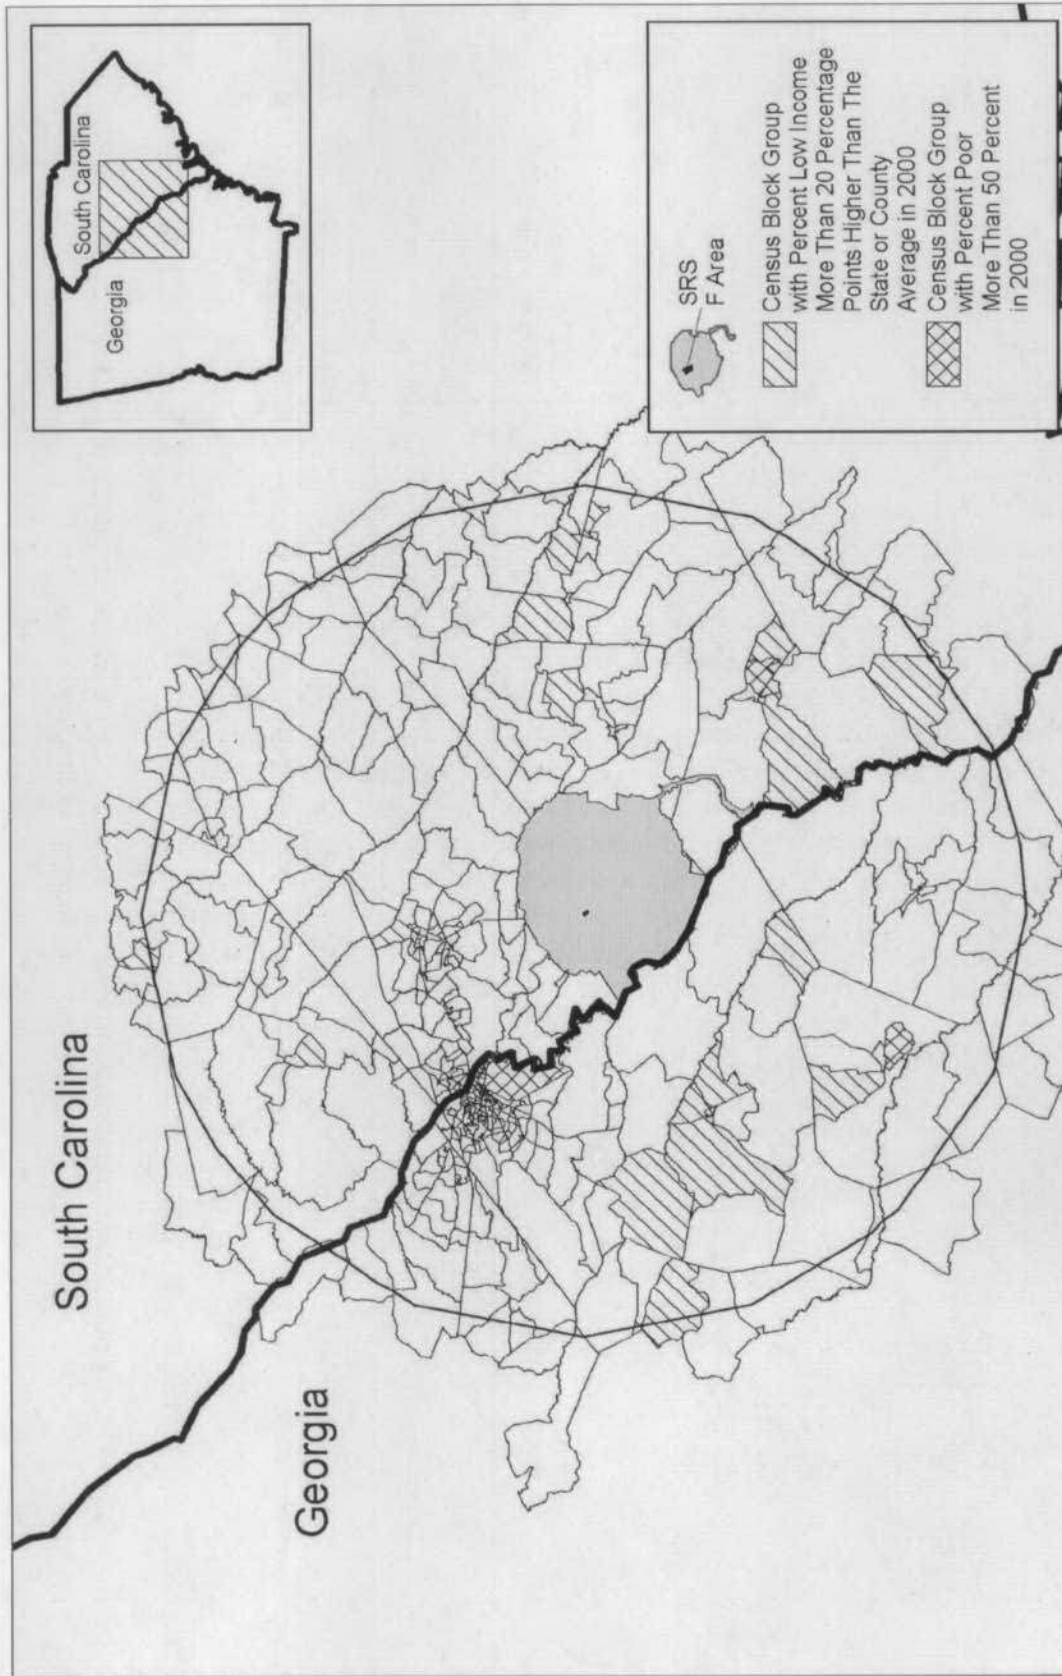 South Carolina
Georgia
South Carolina
Georgia
SRS
F Area
Census Block Group
with Percent Low Income
More Than 20 Percentage
Points Higher Than The
State or County
Average in 2000
Census Block Group
with Percent Poor
More Than 50 Percent
in 2000